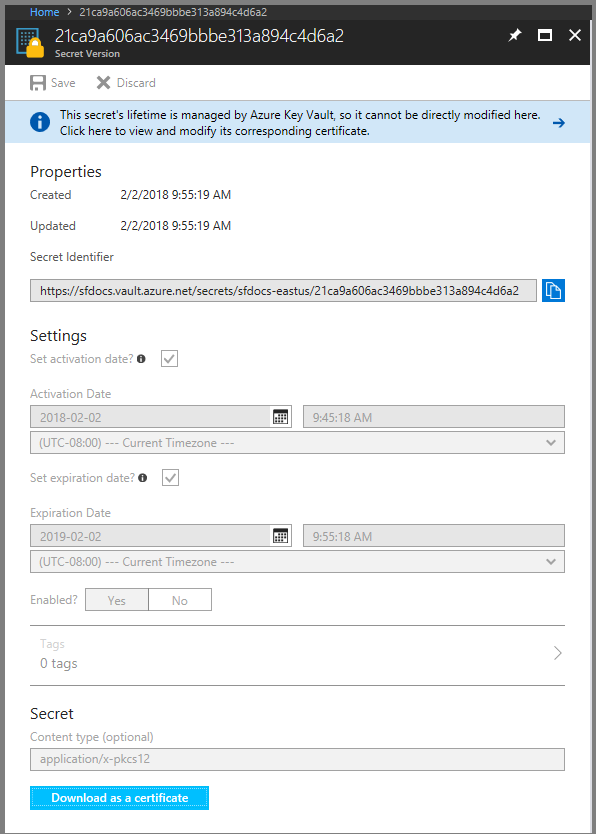 Home > 21ca9a606ac3469bbbe313a894c4d6a2
21ca9a606ac3469bbbe313a894c4d6a2
Secret Version
Save Discard
This secret's lifetime is managed by Azure Key Vault, so it cannot be directly modified here.
Click here to view and modify its corresponding certificate.
Properties
Created 2/2/2018 9:55:19 AM
Updated 2/2/2018 9:55:19 AM
Secret Identifier
https://sfdocs.vault.azure.net/secrets/sfdocs-eastus/21ca9a606ac3469bbbe313a894c4d6a2
Settings
Set activation date?
Activation Date
2018-02-02 9:45:18 AM
(UTC-08:00) --- Current Timezone ---
Set expiration date?
Expiration Date
2019-02-02 9:55:18 AM
(UTC-08:00) --- Current Timezone ---
Enabled? Yes No
Tags
0 tags
Secret
Content type (optional)
application/x-pkcs12
Download as a certificate